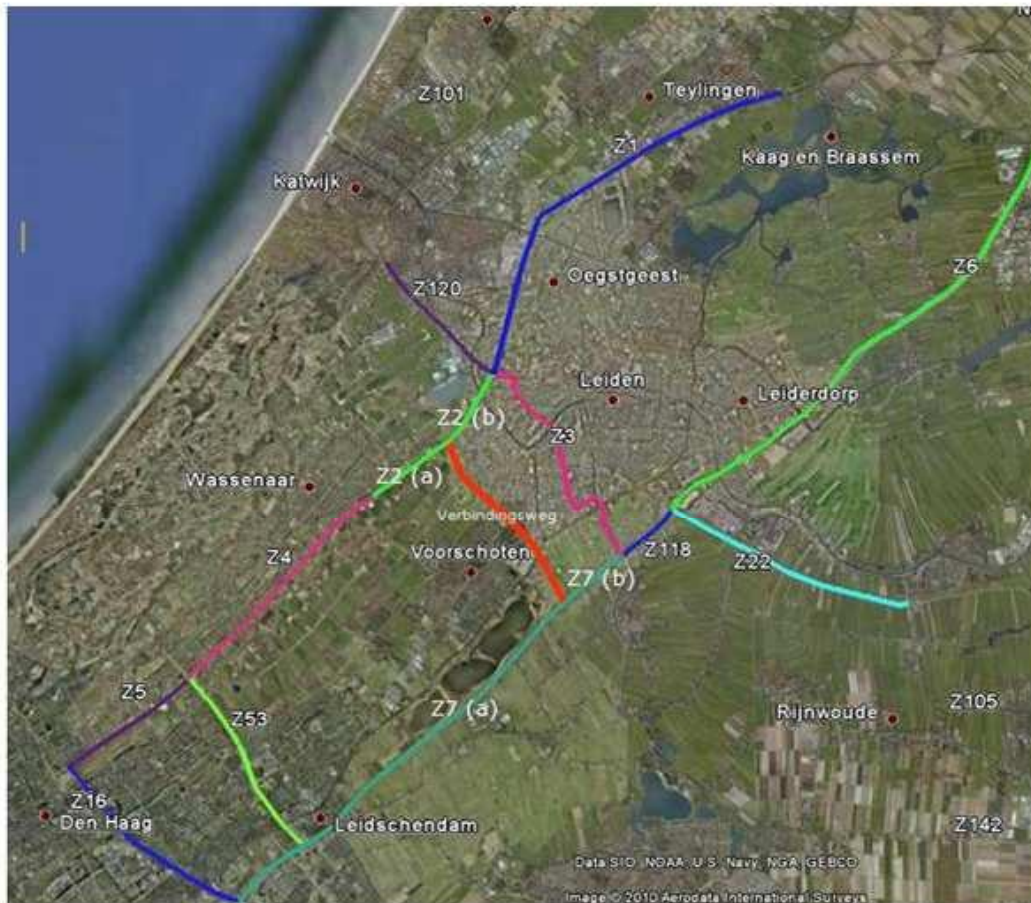 N
Z101
Teylingen
Z1
Kaag en Braassem
Katwijk
Z6
Z120
Oegstgeest
Leiden
Leiderdorp
Z2 (b)
Z3
Z2 (a)
Wassenaar
Verbindingsweg
Z4
Voorschoten
Z118
Z22
Z7 (b)
Z5
Z53
Z7 (a)
Z105
Rijnwoude
Z16
Den Haag
Leidschendam
Z142
Data SIO, NOAA, U.S. Navy, NGA, GEBCO
Image © 2010 Aerodata International Surveys